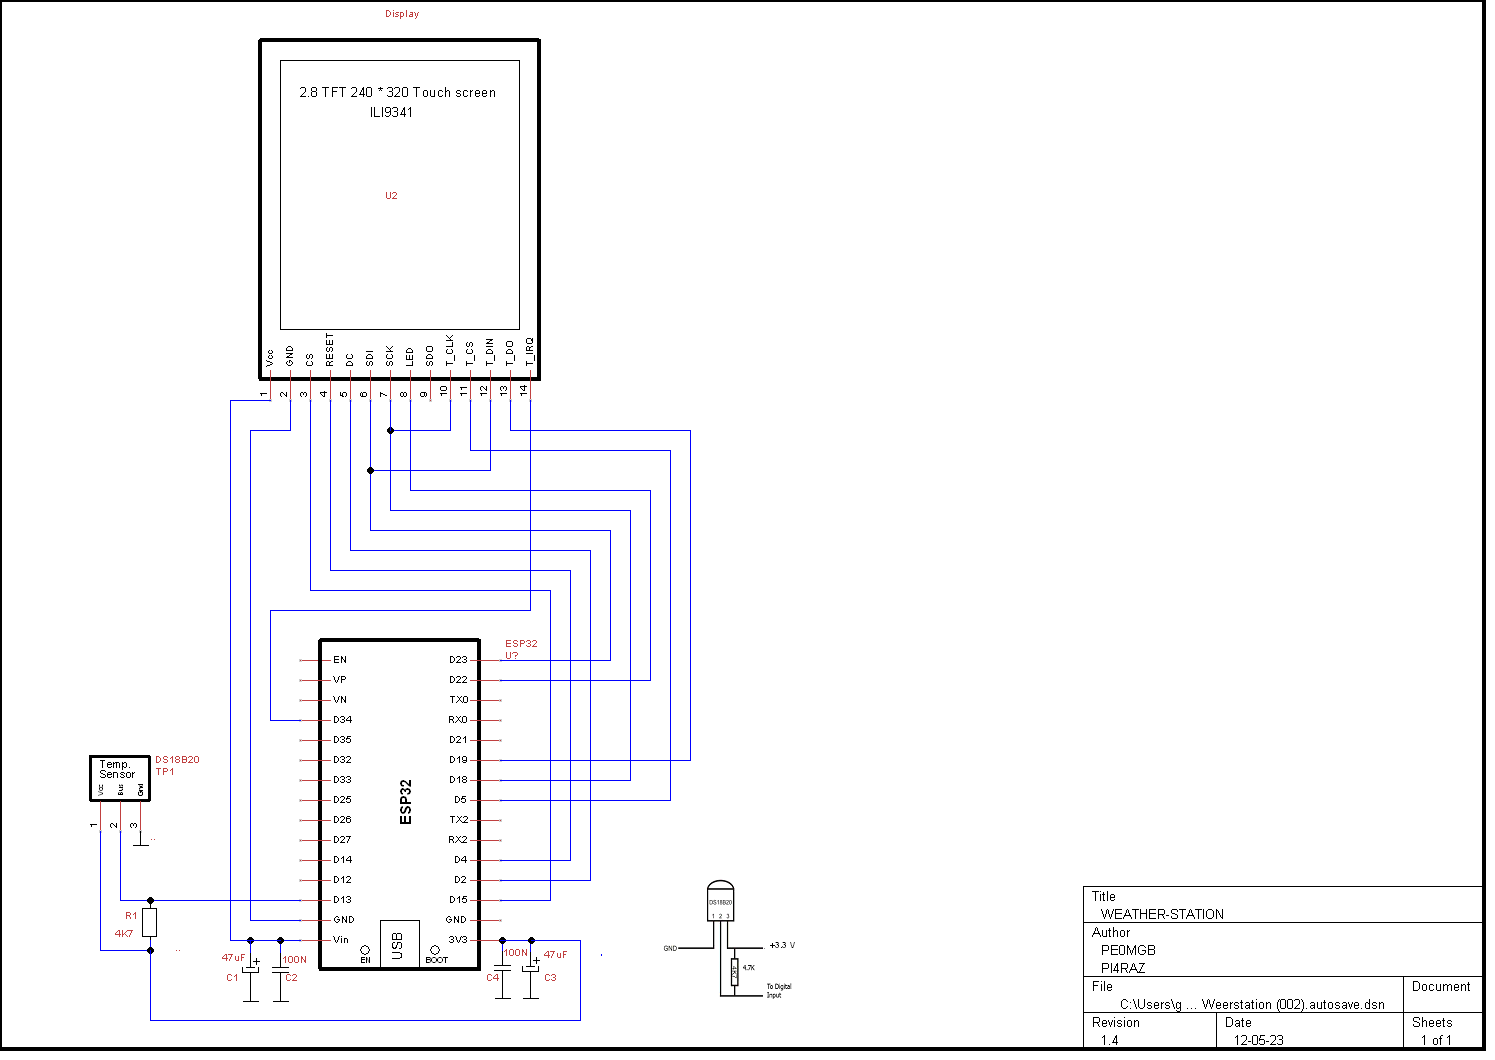 Display
2.8 TFT 240 * 320 Touch screen
ILI9341
U2
Vcc
GND
CS
RESET
DC
SDI
SCK
LED
SDO
T_CLK
T_CS
T_DIN
T_DO
T_IRQ
1
2
3
4
5
6
7
8
9
10
11
12
13
14
ESP32
U?
EN
VP
VN
D34
D35
D32
D33
D25
D26
D27
D14
D12
D13
GND
Vin
ESP32
D23
D22
TX0
RX0
D21
D19
D18
D5
TX2
RX2
D4
D2
D15
GND
3V3
USB
EN
BOOT
Temp.
Sensor
Vcc
Bus
Gnd
DS18B20
TP1
1
2
3
R1
4K7
47uF
C1
100N
C2
100N
C4
47uF
C3
DS18B20
1 2 3
GND
+3.3 V
4K7
4.7K
To Digital
Input
Title
WEATHER-STATION
Author
PE0MGB
PI4RAZ
File
C:\Users\g ... Weerstation (002).autosave.dsn
Document
Revision
1.4
Date
12-05-23
Sheets
1 of 1